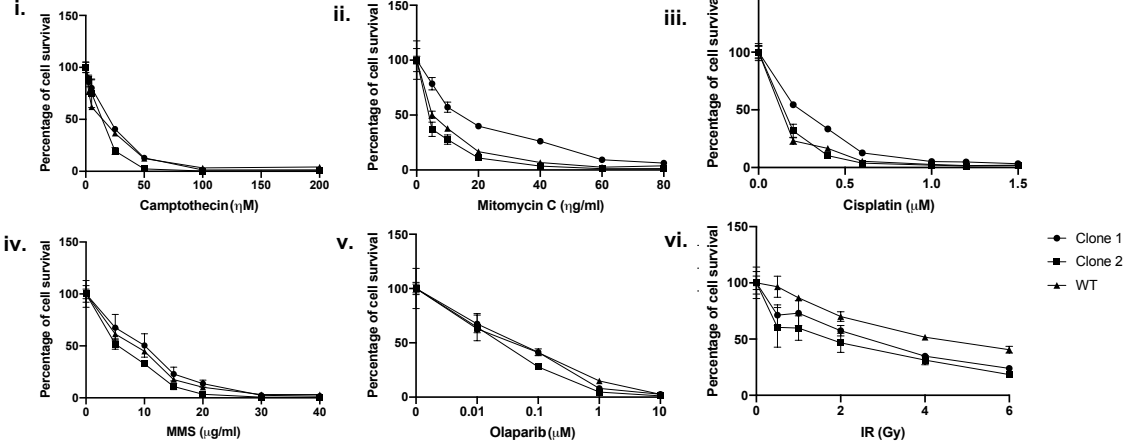 i.
Percentage of cell survival
150
100
50
0
0 50 100 150 200
Camptothecin (ηM)
ii.
Percentage of cell survival
150
100
50
0
0 20 40 60 80
Mitomycin C (ηg/ml)
iii.
Percentage of cell survival
100
50
0
0.0 0.5 1.0 1.5
Cisplatin (μM)
iv.
Percentage of cell survival
150
100
50
0
0 10 20 30 40
MMS (μg/ml)
v.
Percentage of cell survival
150
100
50
0
0 0.01 0.1 1 10
Olaparib (μM)
vi.
Percentage of cell survival
150
100
50
0
0 2 4 6
IR (Gy)
Clone 1
Clone 2
WT